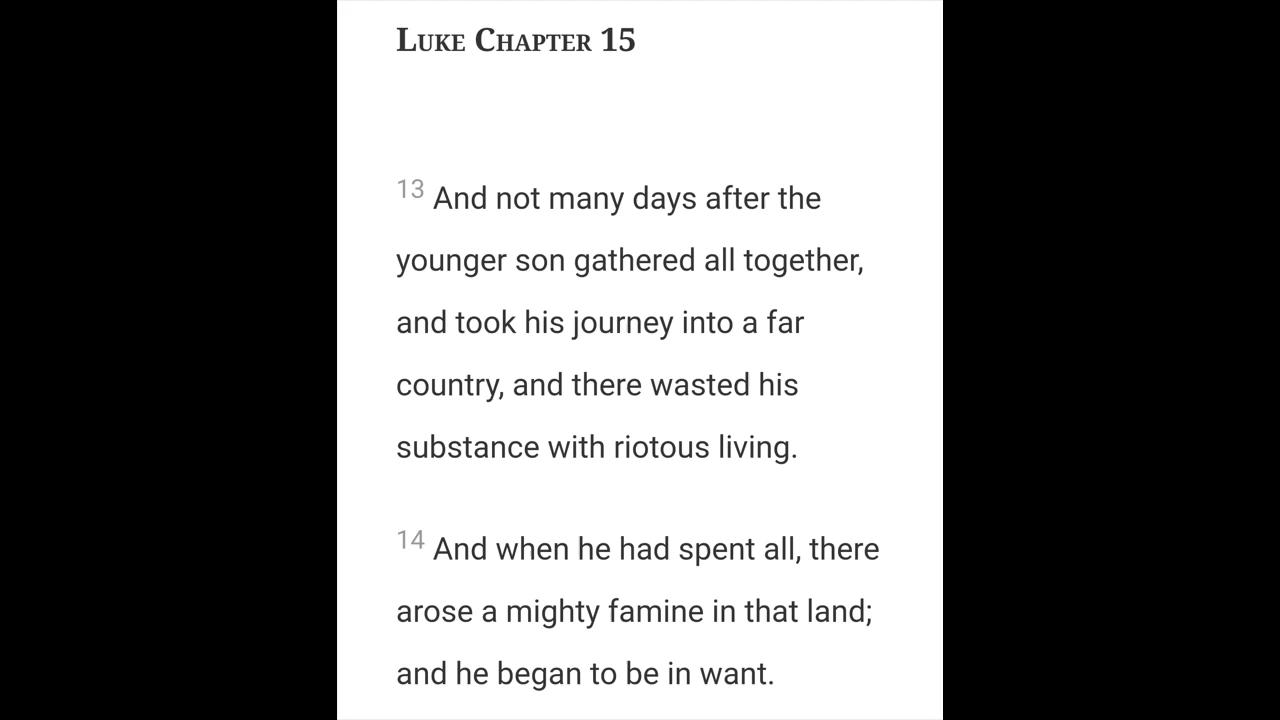 Luke Chapter 15
13 And not many days after the
younger son gathered all together,
and took his journey into a far
country, and there wasted his
substance with riotous living.
14 And when he had spent all, there
arose a mighty famine in that land;
and he began to be in want.